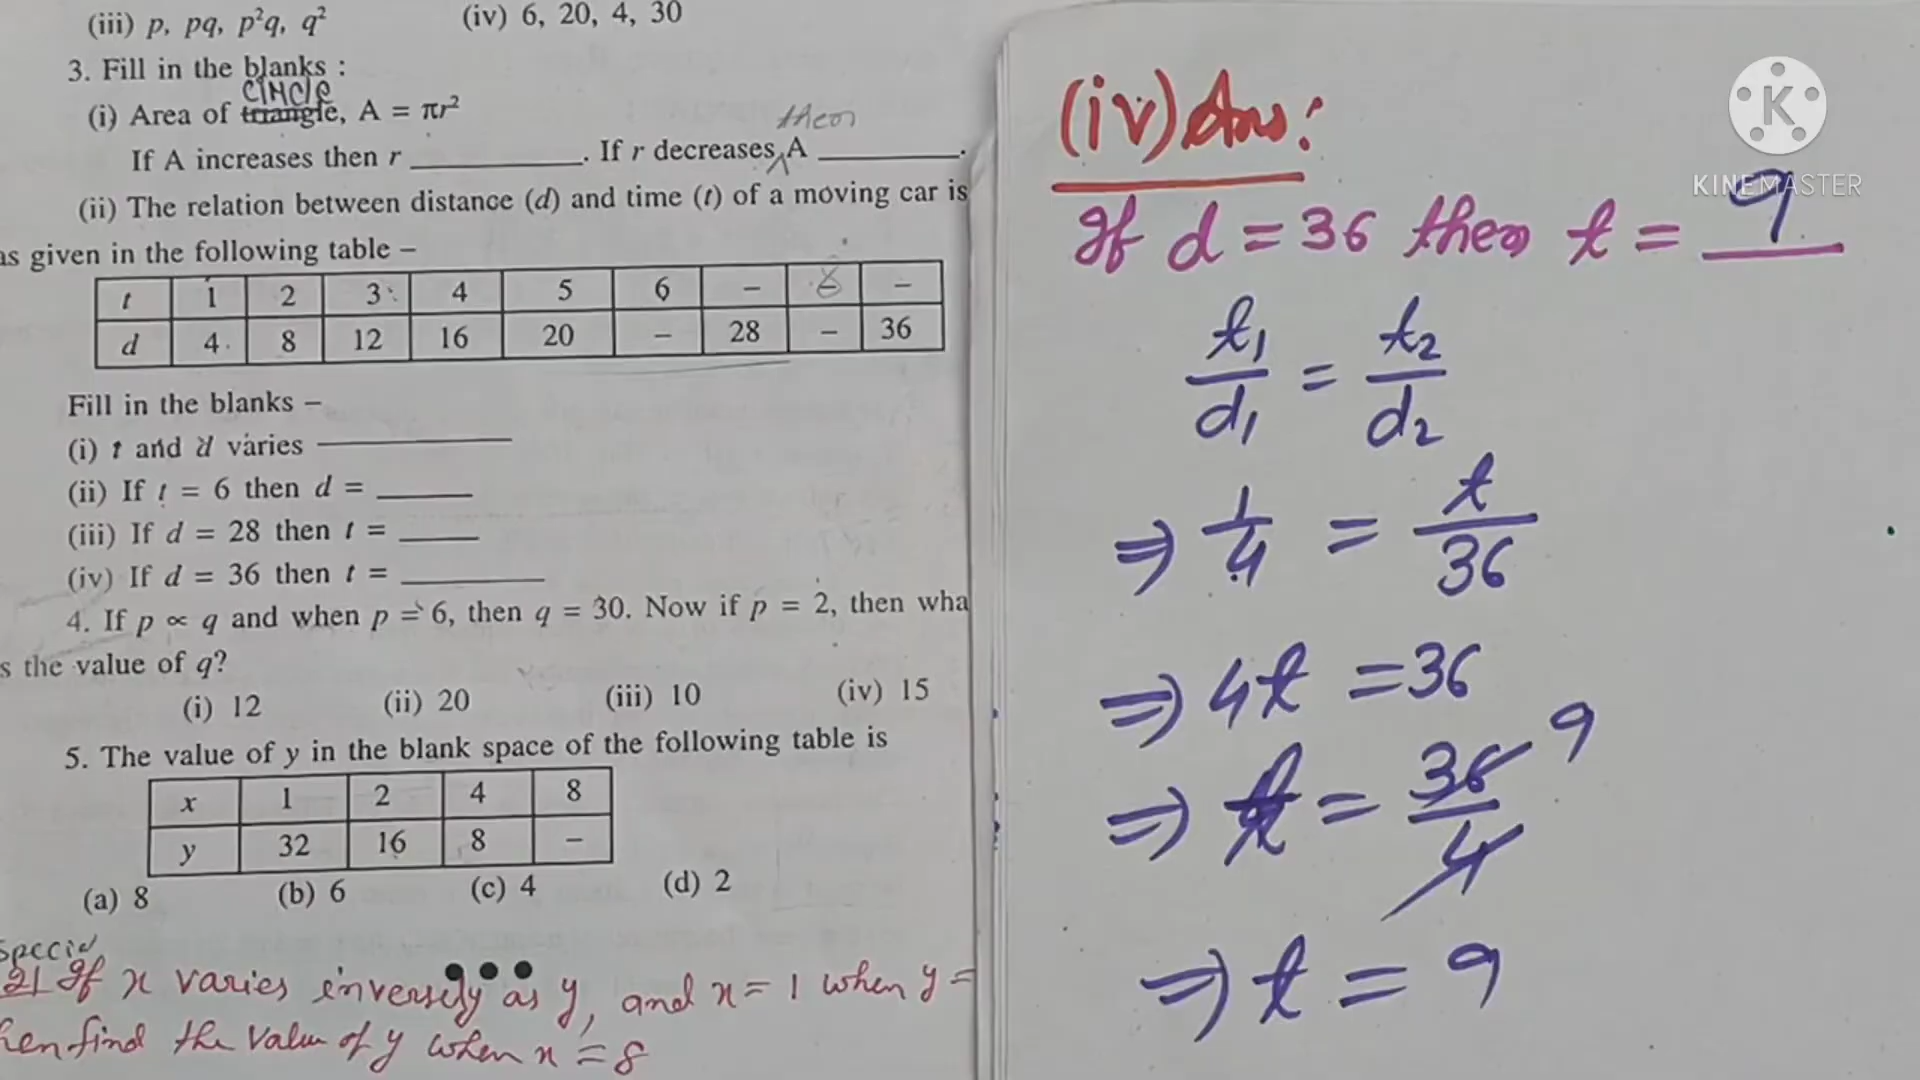 (iii) p, pq, p²q, q² (iv) 6, 20, 4, 30
3. Fill in the blanks :
circle
(i) Area of triangle, A = πr²
then
If A increases then r ________. If r decreases, A ________.
(ii) The relation between distance (d) and time (t) of a moving car is
as given in the following table –
t 1 2 3 4 5 6 – 8 –
d 4 8 12 16 20 – 28 – 36
Fill in the blanks –
(i) t and d varies ________
(ii) If t = 6 then d = ________
(iii) If d = 28 then t = ________
(iv) If d = 36 then t = ________
4. If p ∝ q and when p = 6, then q = 30. Now if p = 2, then wha
s the value of q?
(i) 12 (ii) 20 (iii) 10 (iv) 15
5. The value of y in the blank space of the following table is
x 1 2 4 8
y 32 16 8 –
(a) 8 (b) 6 (c) 4 (d) 2
21 If x varies inversely as y, and x = 1 when y =
hen find the value of y when x = 8
(iv) Ans:
If d = 36 then t = 9
t₁/d₁ = t₂/d₂
⇒ 1/4 = t/36
⇒ 4t = 36
⇒ t = 36/4 9
⇒ t = 9
K
KINEMASTER